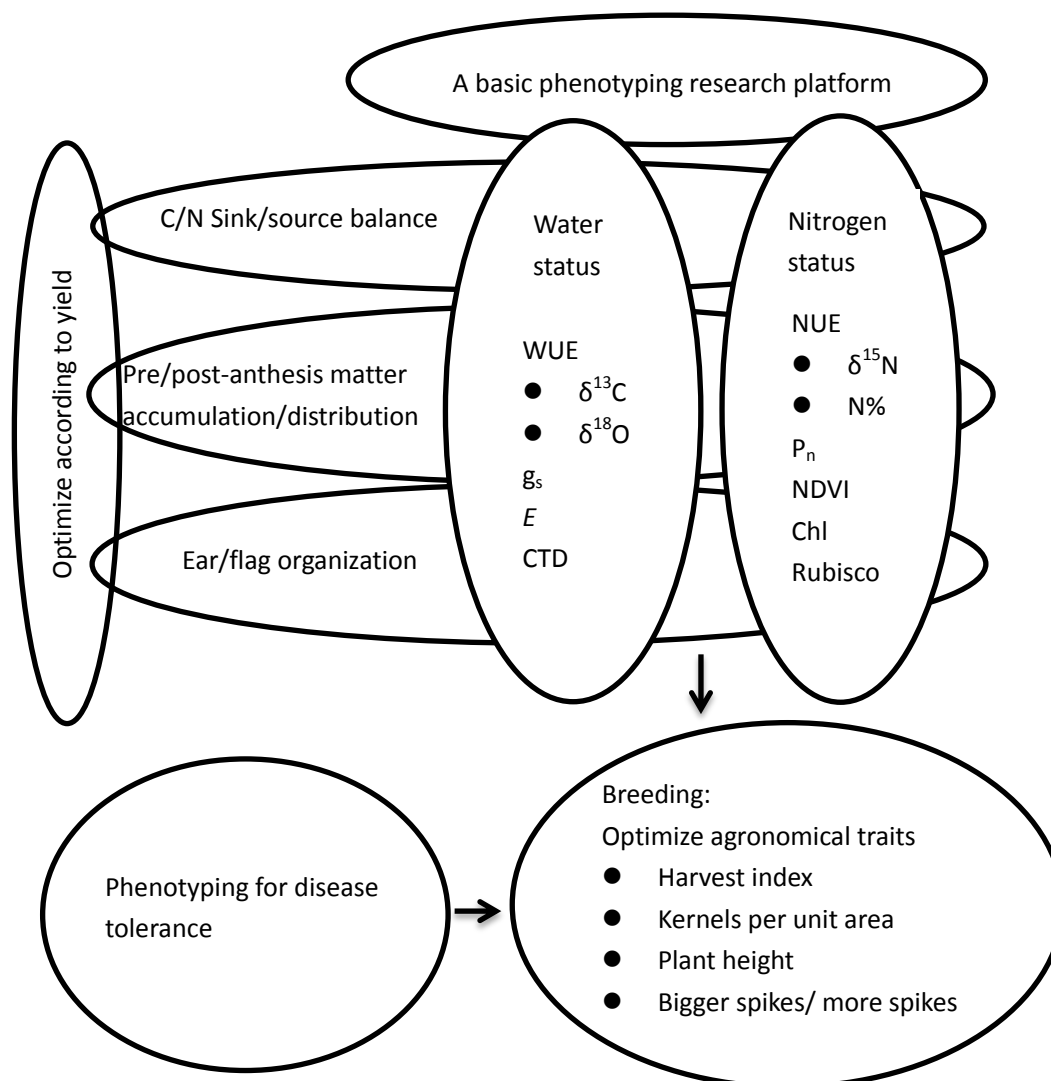 A basic phenotyping research platform
Optimize according to yield
C/N Sink/source balance
Pre/post-anthesis matter
accumulation/distribution
Ear/flag organization
Water
status
WUE
● δ¹³C
● δ¹⁸O
gₛ
E
CTD
Nitrogen
status
NUE
● δ¹⁵N
● N%
Pₙ
NDVI
Chl
Rubisco
Phenotyping for disease
tolerance
Breeding:
Optimize agronomical traits
● Harvest index
● Kernels per unit area
● Plant height
● Bigger spikes/ more spikes